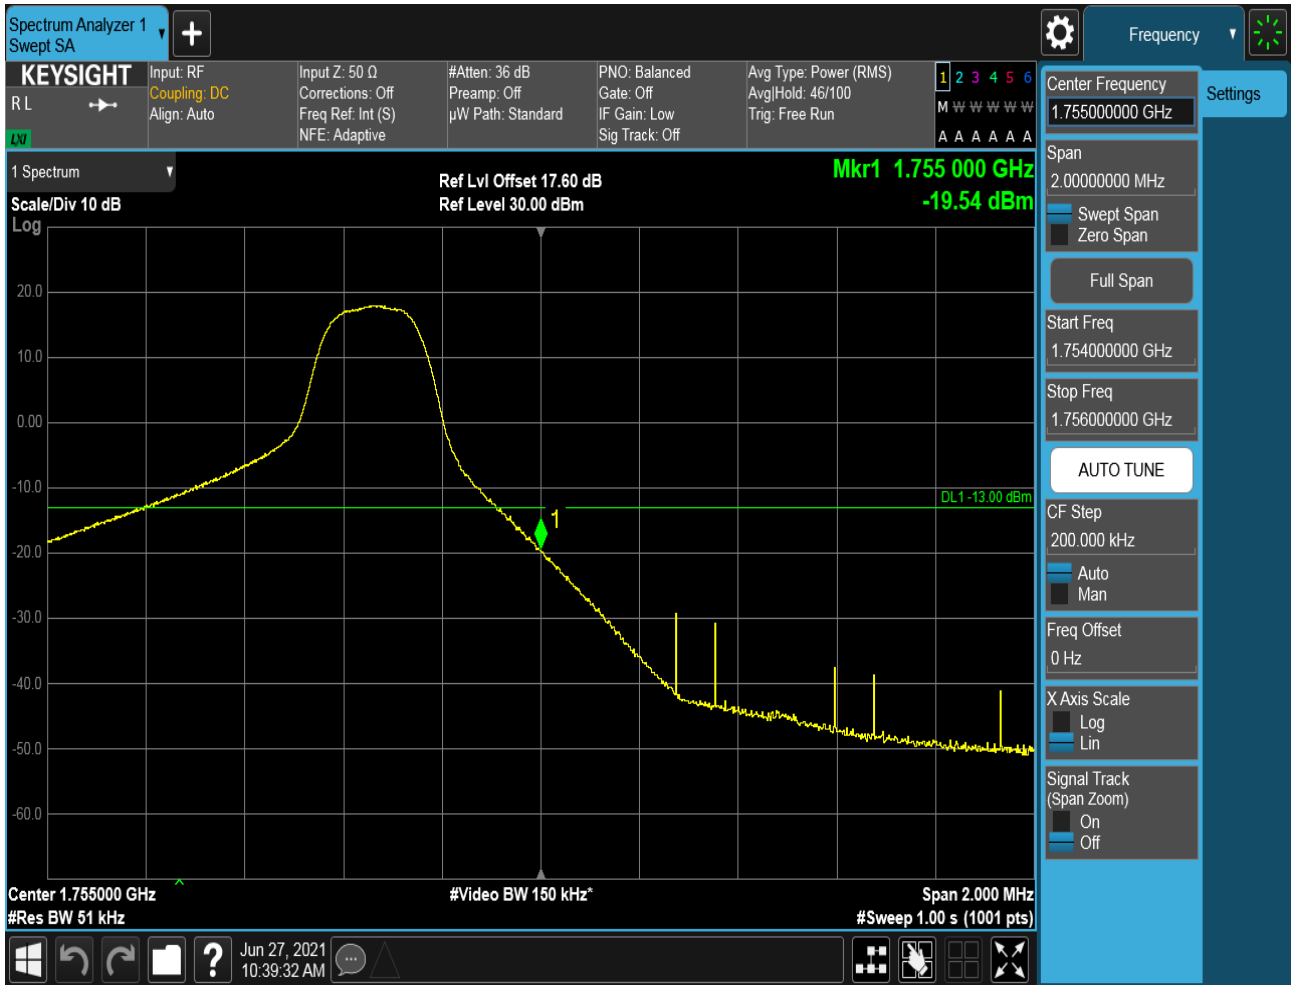 Spectrum Analyzer 1
Swept SA
Frequency
KEYSIGHT
R L
LXI
Input: RF
Coupling: DC
Align: Auto
Input Z: 50 Ω
Corrections: Off
Freq Ref: Int (S)
NFE: Adaptive
#Atten: 36 dB
Preamp: Off
µW Path: Standard
PNO: Balanced
Gate: Off
IF Gain: Low
Sig Track: Off
Avg Type: Power (RMS)
Avg|Hold: 46/100
Trig: Free Run
1 2 3 4 5 6
M W W W W W
A A A A A A
1 Spectrum
Scale/Div 10 dB
Log
Ref Lvl Offset 17.60 dB
Ref Level 30.00 dBm
Mkr1 1.755 000 GHz
-19.54 dBm
20.0
10.0
0.00
-10.0
-20.0
-30.0
-40.0
-50.0
-60.0
DL1 -13.00 dBm
1
Center 1.755000 GHz
#Res BW 51 kHz
#Video BW 150 kHz*
Span 2.000 MHz
#Sweep 1.00 s (1001 pts)
Jun 27, 2021
10:39:32 AM
?
Center Frequency
1.755000000 GHz
Settings
Span
2.00000000 MHz
Swept Span
Zero Span
Full Span
Start Freq
1.754000000 GHz
Stop Freq
1.756000000 GHz
AUTO TUNE
CF Step
200.000 kHz
Auto
Man
Freq Offset
0 Hz
X Axis Scale
Log
Lin
Signal Track
(Span Zoom)
On
Off